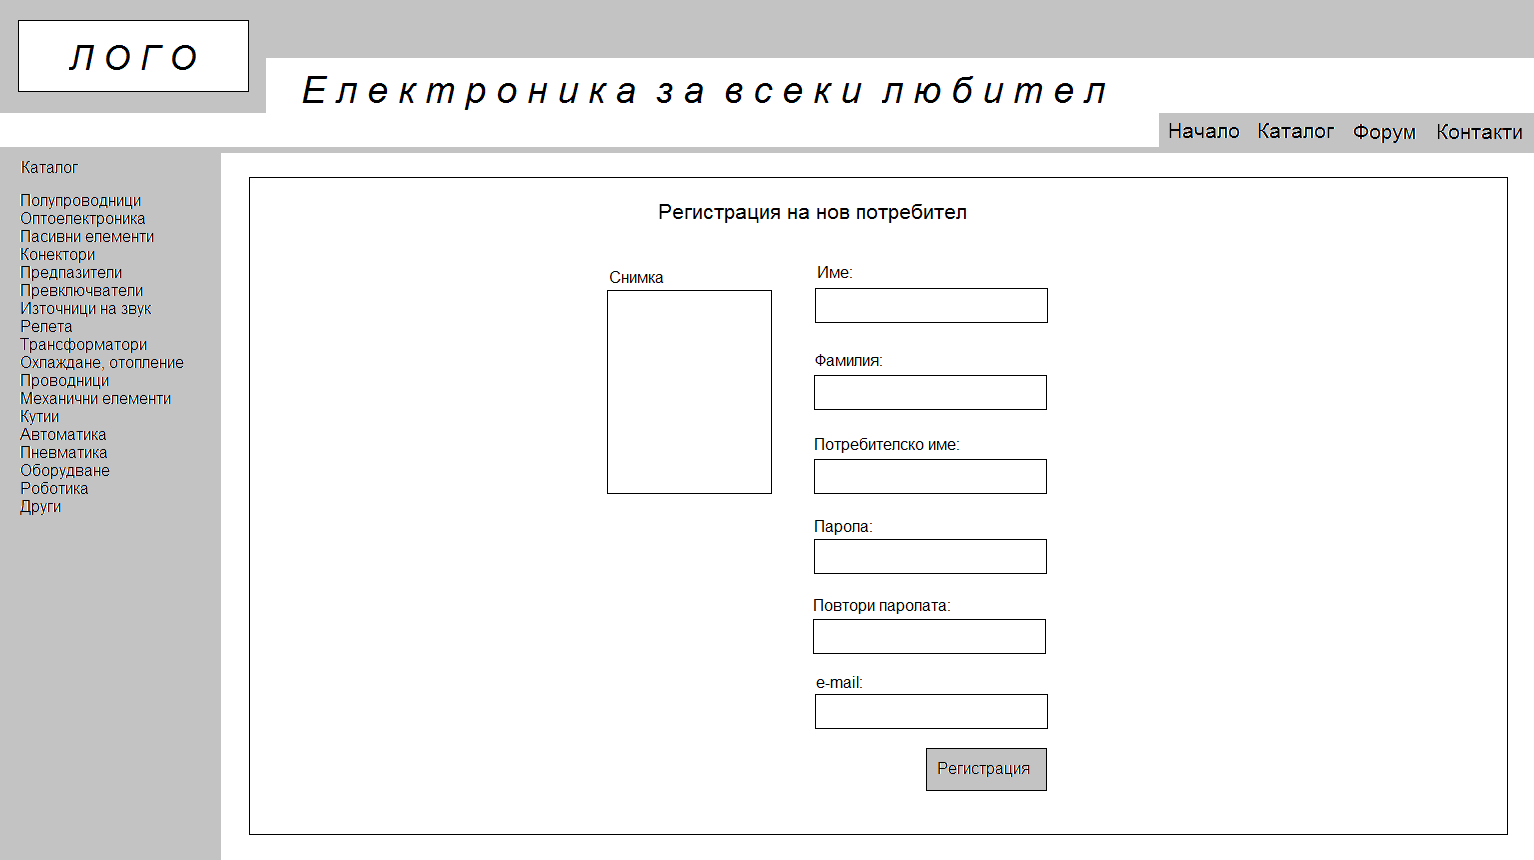 Л О Г О
Електроника за всеки любител
Начало Каталог Форум Контакти
Каталог
Полупроводници
Оптоелектроника
Пасивни елементи
Конектори
Предпазители
Превключватели
Източници на звук
Релета
Трансформатори
Охлаждане, отопление
Проводници
Механични елементи
Кутии
Автоматика
Пневматика
Оборудване
Роботика
Други
Регистрация на нов потребител
Снимка
Име:
Фамилия:
Потребителско име:
Парола:
Повтори паролата:
e-mail:
Регистрация